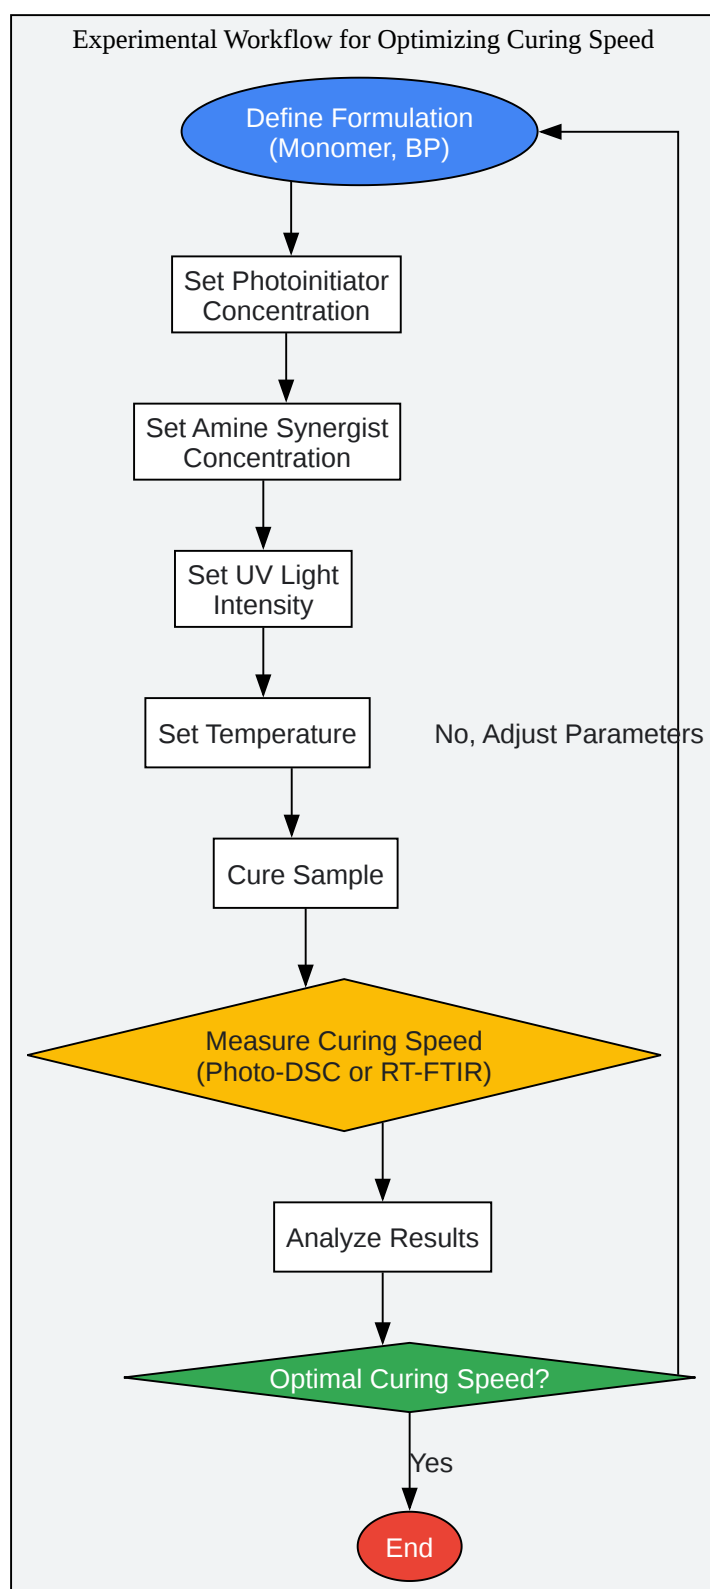 Experimental Workflow for Optimizing Curing Speed
Define Formulation
(Monomer, BP)
Set Photoinitiator
Concentration
Set Amine Synergist
Concentration
Set UV Light
Intensity
Set Temperature
No, Adjust Parameters
Cure Sample
Measure Curing Speed
(Photo-DSC or RT-FTIR)
Analyze Results
Optimal Curing Speed?
Yes
End